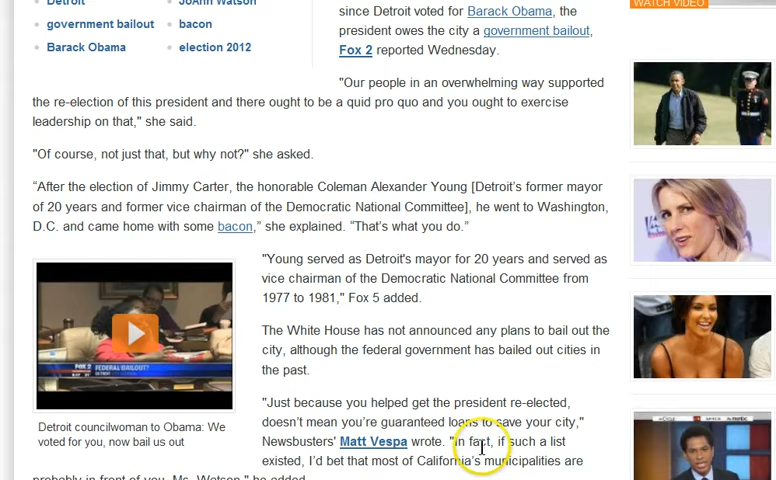 WATCH VIDEO
Detroit
JoAnn Watson
government bailout
bacon
Barack Obama
election 2012
since Detroit voted for Barack Obama, the
president owes the city a government bailout,
Fox 2 reported Wednesday.
"Our people in an overwhelming way supported
the re-election of this president and there ought to be a quid pro quo and you ought to exercise
leadership on that," she said.
"Of course, not just that, but why not?" she asked.
“After the election of Jimmy Carter, the honorable Coleman Alexander Young [Detroit’s former mayor
of 20 years and former vice chairman of the Democratic National Committee], he went to Washington,
D.C. and came home with some bacon,” she explained. “That’s what you do.”
"Young served as Detroit's mayor for 20 years and served as
vice chairman of the Democratic National Committee from
1977 to 1981," Fox 5 added.
The White House has not announced any plans to bail out the
city, although the federal government has bailed out cities in
the past.
"Just because you helped get the president re-elected,
doesn’t mean you’re guaranteed loans to save your city,"
Newsbusters' Matt Vespa wrote. "In fact, if such a list
existed, I’d bet that most of California’s municipalities are
probably in front of you, Ms. Watson," he added.
FOX 2
FEDERAL BAILOUT?
Detroit councilwoman to Obama: We
voted for you, now bail us out